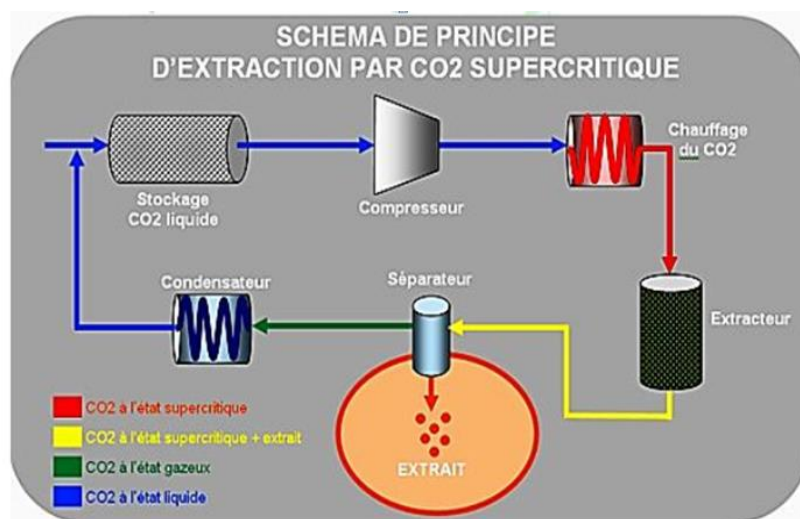 SCHEMA DE PRINCIPE
D'EXTRACTION PAR CO2 SUPERCRITIQUE
Chauffage
du CO2
Stockage
CO2 liquide
Compresseur
Condensateur
Séparateur
Extracteur
CO2 à l'état supercritique
CO2 à l'état supercritique + extrait
CO2 à l'état gazeux
CO2 à l'état liquide
EXTRAIT